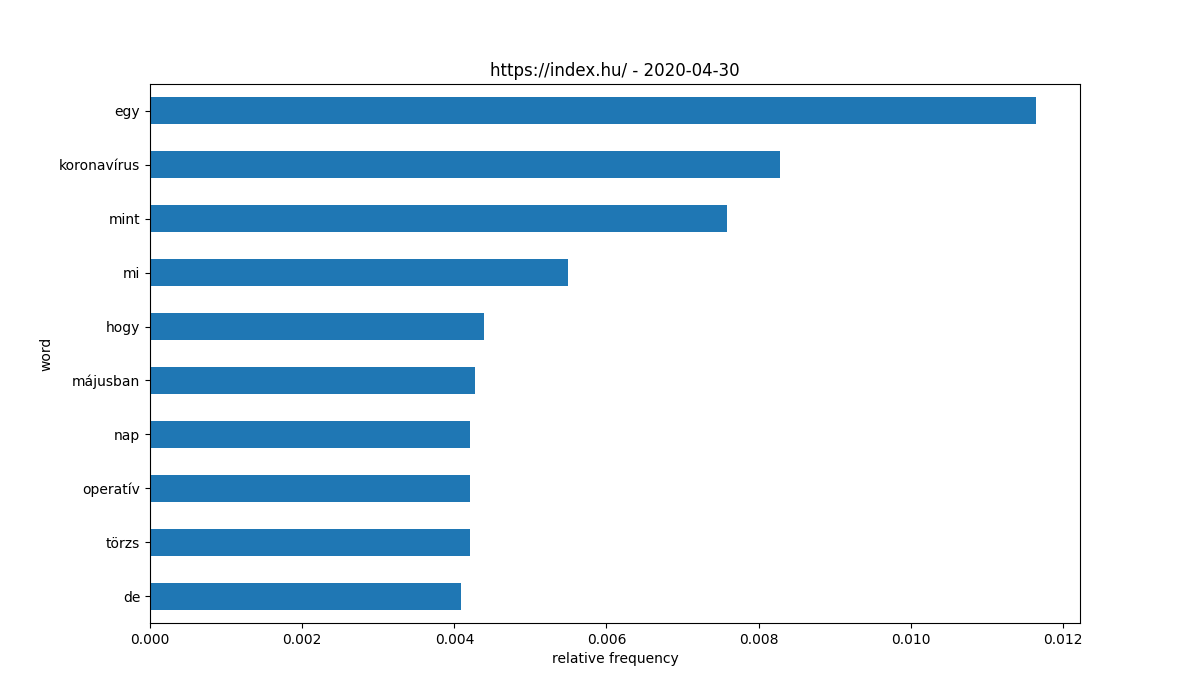 https://index.hu/ - 2020-04-30
egy
koronavírus
mint
mi
hogy
májusban
nap
operatív
törzs
de
word
0.000 0.002 0.004 0.006 0.008 0.010 0.012
relative frequency